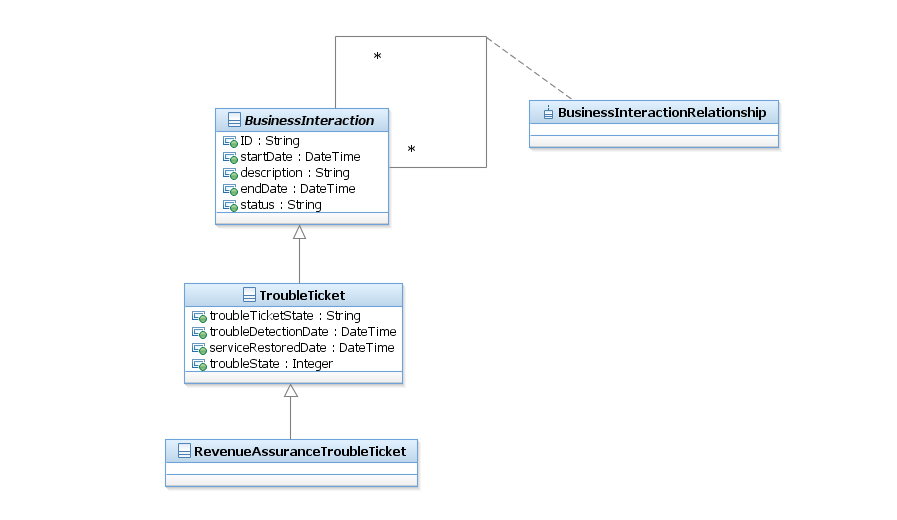 *
BusinessInteractionRelationship
BusinessInteraction
ID : String
startDate : DateTime
description : String
endDate : DateTime
status : String
*
TroubleTicket
troubleTicketState : String
troubleDetectionDate : DateTime
serviceRestoredDate : DateTime
troubleState : Integer
RevenueAssuranceTroubleTicket